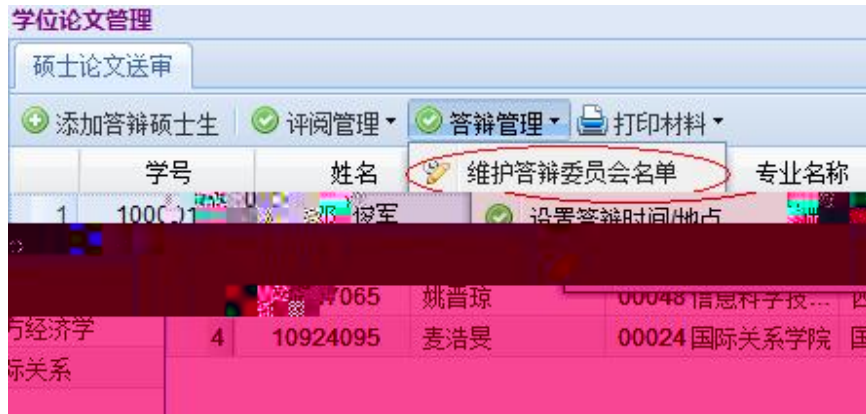 学位论文管理
硕士论文送审
添加答辩硕士生 评阅管理 答辩管理 打印材料
学号 姓名 维护答辩委员会名单 专业名称
1 俊军 设置答辩时间/地点
7065 姚晋琼 00048 信息科学技...
经济学 4 10924095 麦浩旻 00024 国际关系学院
际关系